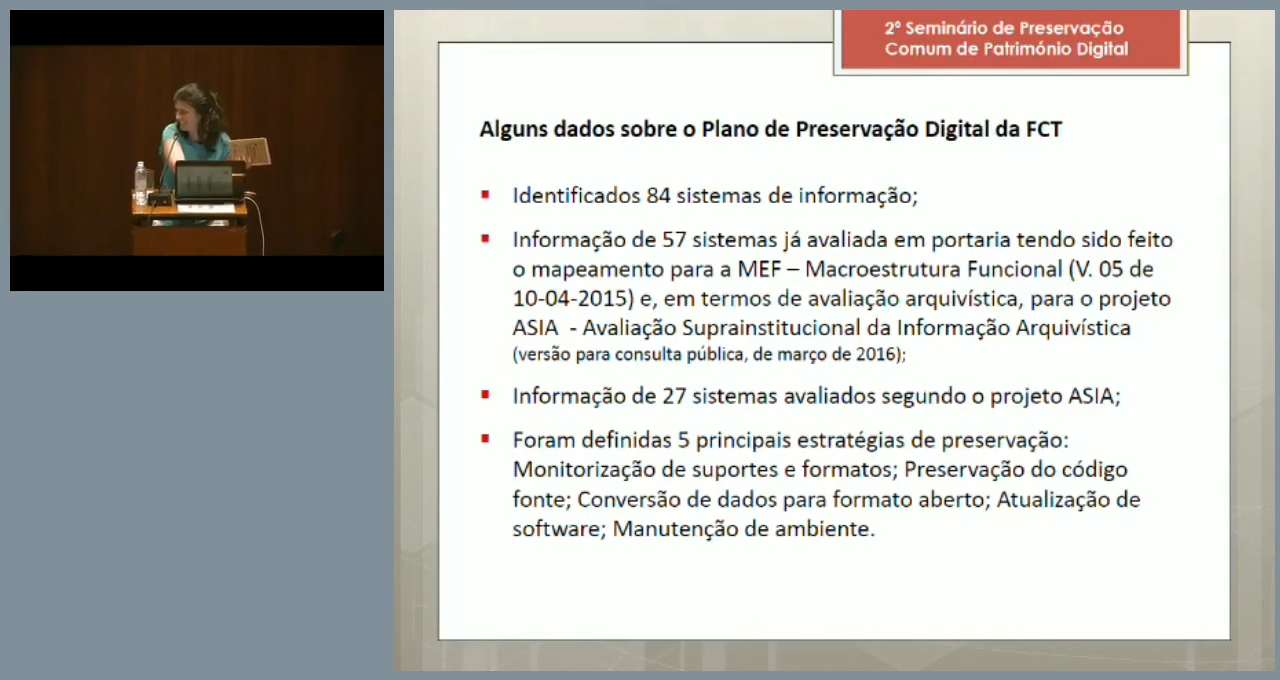 2º Seminário de Preservação
Comum de Património Digital
Alguns dados sobre o Plano de Preservação Digital da FCT
Identificados 84 sistemas de informação;
Informação de 57 sistemas já avaliada em portaria tendo sido feito
o mapeamento para a MEF – Macroestrutura Funcional (V. 05 de
10-04-2015) e, em termos de avaliação arquivística, para o projeto
ASIA - Avaliação Suprainstitucional da Informação Arquivística
(versão para consulta pública, de março de 2016);
Informação de 27 sistemas avaliados segundo o projeto ASIA;
Foram definidas 5 principais estratégias de preservação:
Monitorização de suportes e formatos; Preservação do código
fonte; Conversão de dados para formato aberto; Atualização de
software; Manutenção de ambiente.